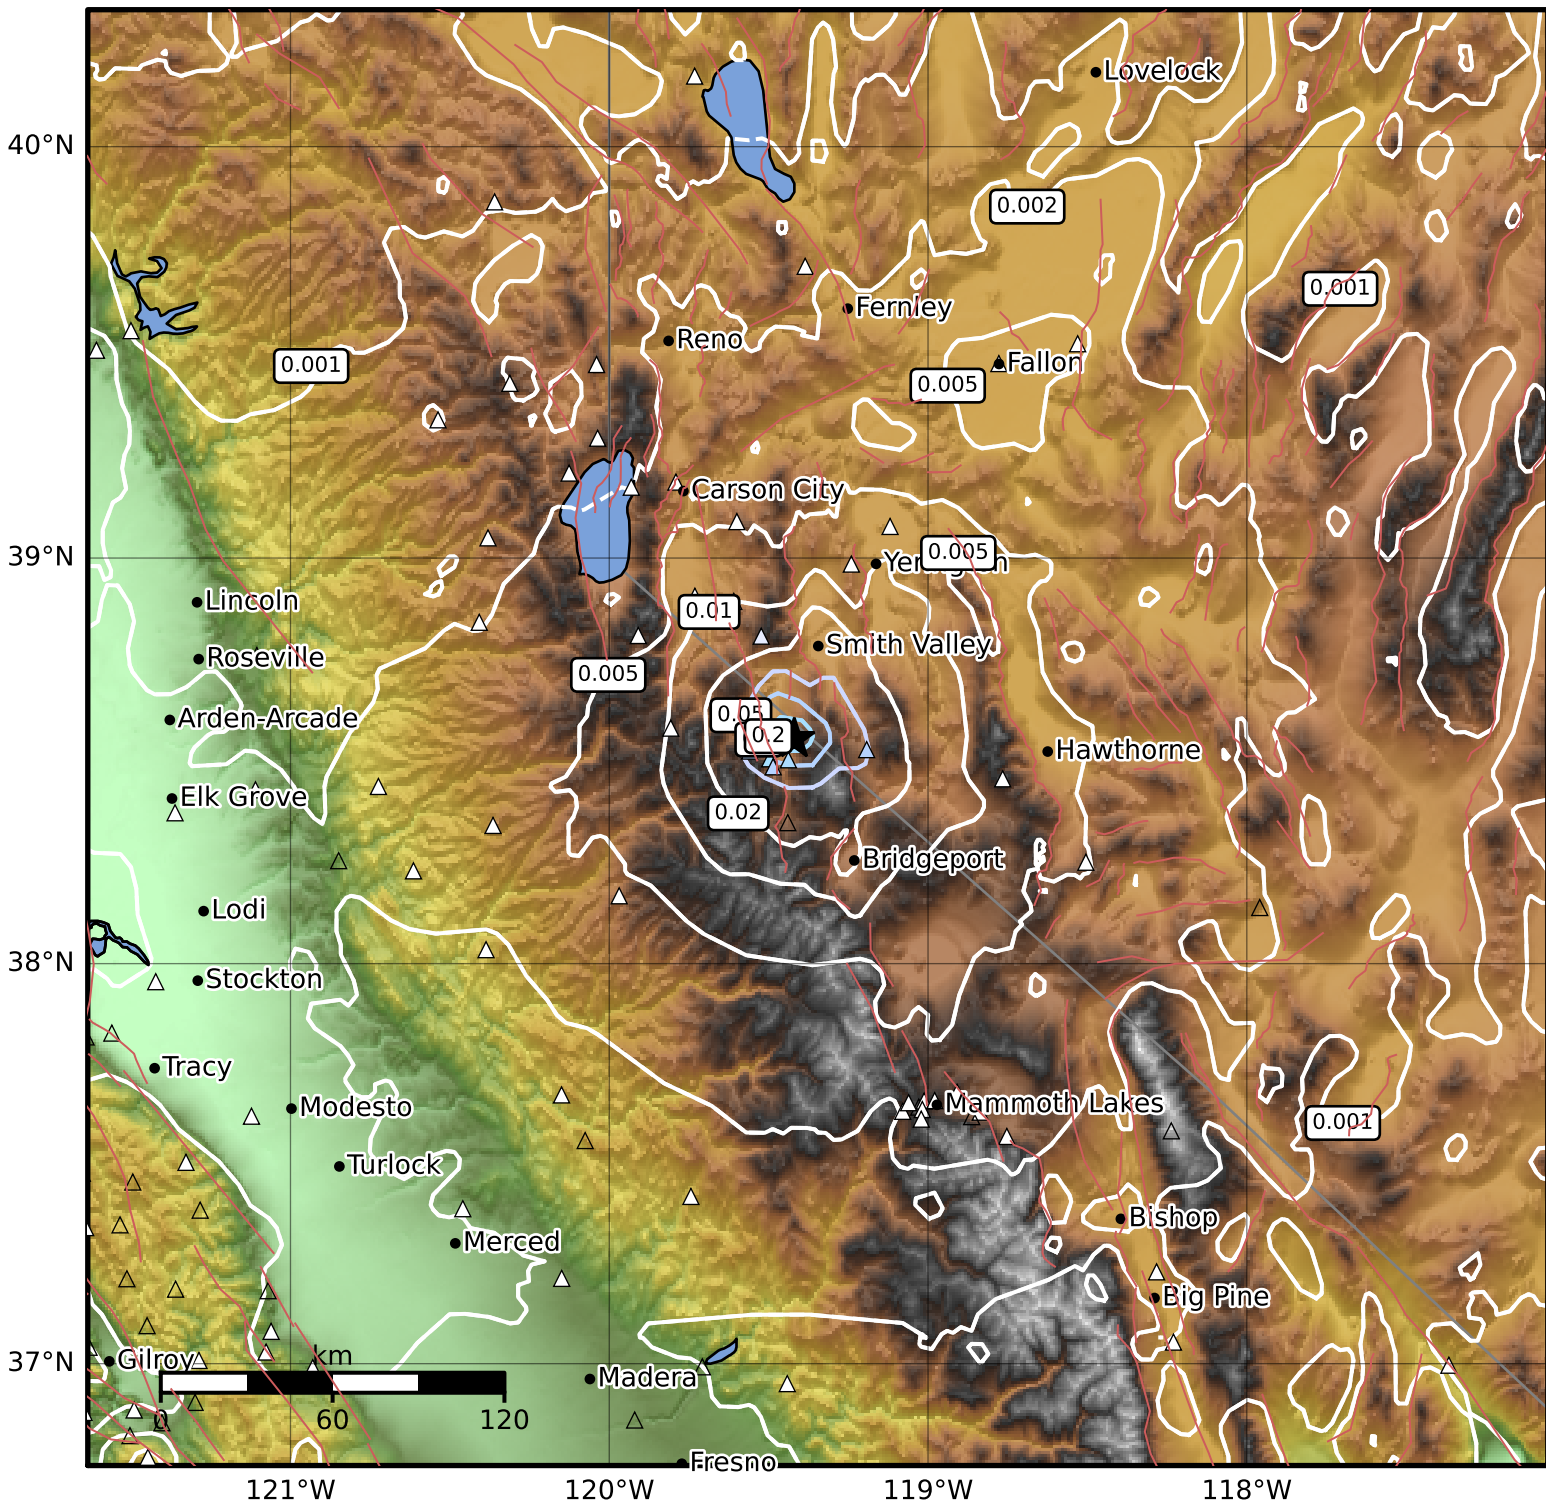 Lovelock
40°N
0.002
0.001
Fernley
Reno
Fallon
0.001
0.005
Carson City
39°N
0.005
Yerington
Lincoln
0.01
Smith Valley
Roseville
0.005
Arden-Arcade
0.05
0.2
Hawthorne
Elk Grove
0.02
Bridgeport
Lodi
38°N
Stockton
Tracy
Modesto
Mammoth Lakes
0.001
Turlock
Bishop
Merced
Big Pine
37°N
Gilroy
km
Madera
0
60
120
Fresno
121°W
120°W
119°W
118°W